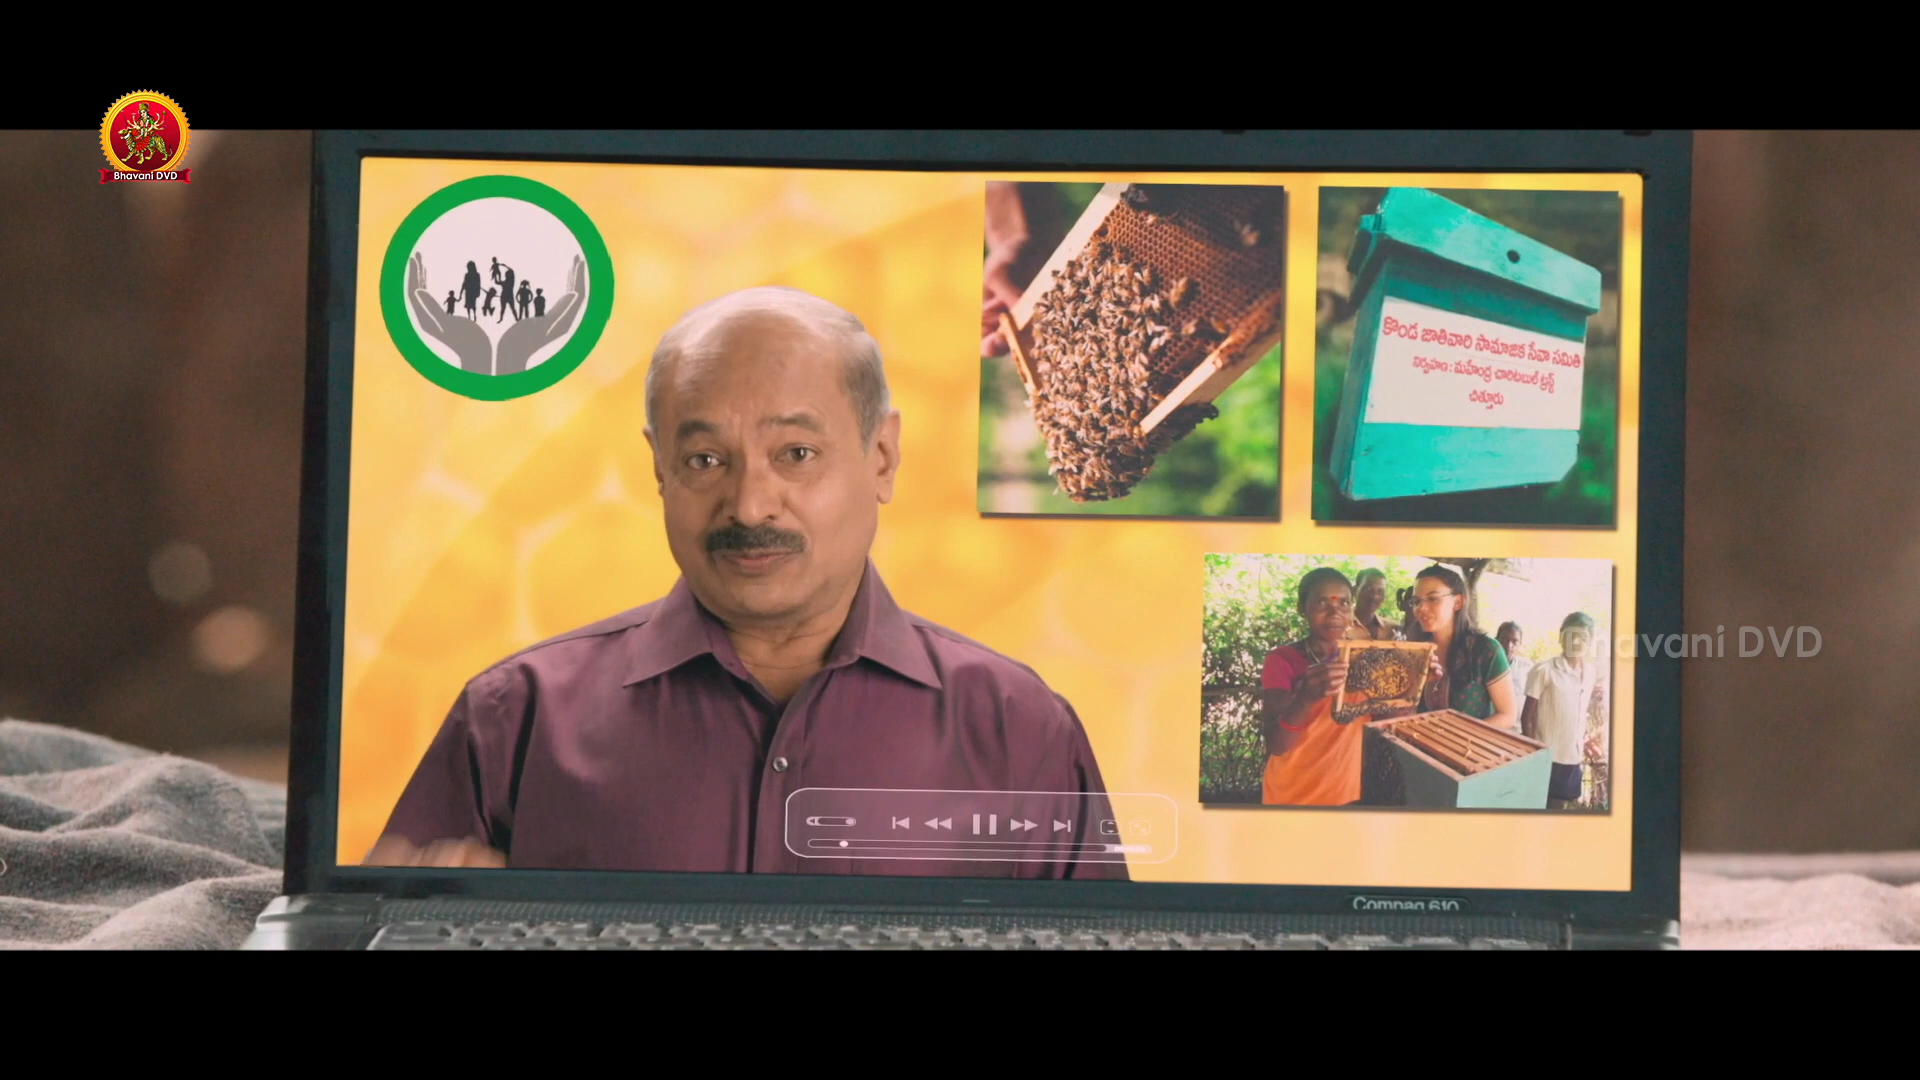 Bhavani DVD
కొండ జాతివారి సామాజిక సేవా సమితి
నిర్వహణ : మహేంద్ర చారిటబుల్ ట్రస్ట్
చిత్తూరు
Bhavani DVD
Compaq 610